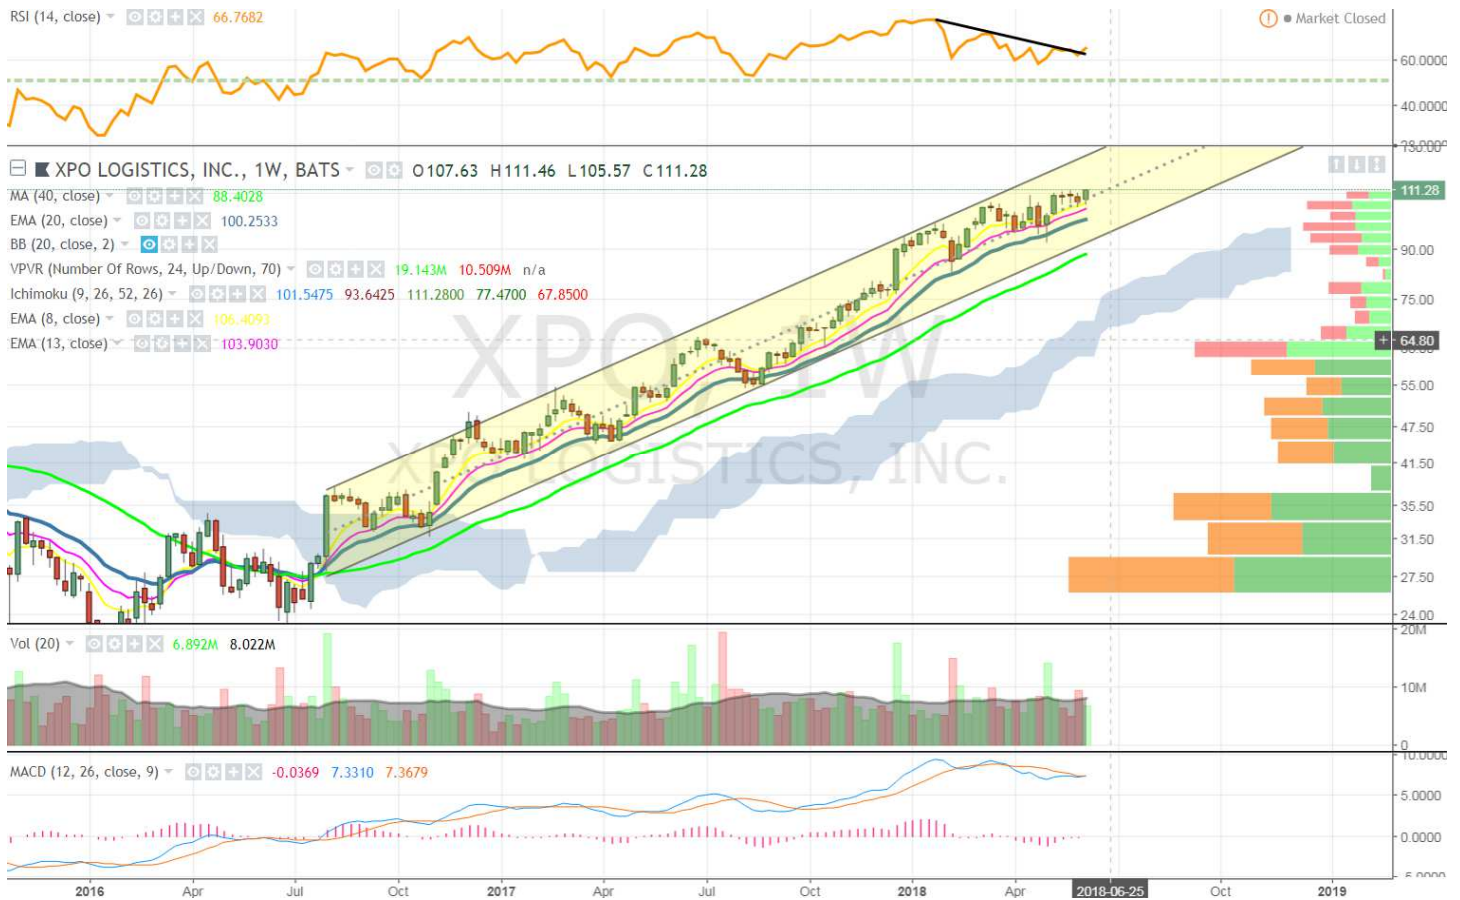 RSI (14, close) 66.7682
Market Closed
60.0000
40.0000
XPO LOGISTICS, INC., 1W, BATS O107.63 H111.46 L105.57 C111.28
MA (40, close) 88.4028
111.28
EMA (20, close) 100.2533
BB (20, close, 2)
90.00
VPVR (Number Of Rows, 24, Up/Down, 70) 19.143M 10.509M n/a
Ichimoku (9, 26, 52, 26) 101.5475 93.6425 111.2800 77.4700 67.8500
75.00
EMA (8, close) 106.4093
EMA (13, close) 103.9030
64.80
XPO, 1W
55.00
47.50
XPO LOGISTICS, INC.
41.50
35.50
31.50
27.50
24.00
Vol (20) 6.892M 8.022M
20M
10M
0
MACD (12, 26, close, 9) -0.0369 7.3310 7.3679
10.0000
5.0000
0.0000
-5.0000
2016 Apr Jul Oct 2017 Apr Jul Oct 2018 Apr 2018-06-25 Oct 2019